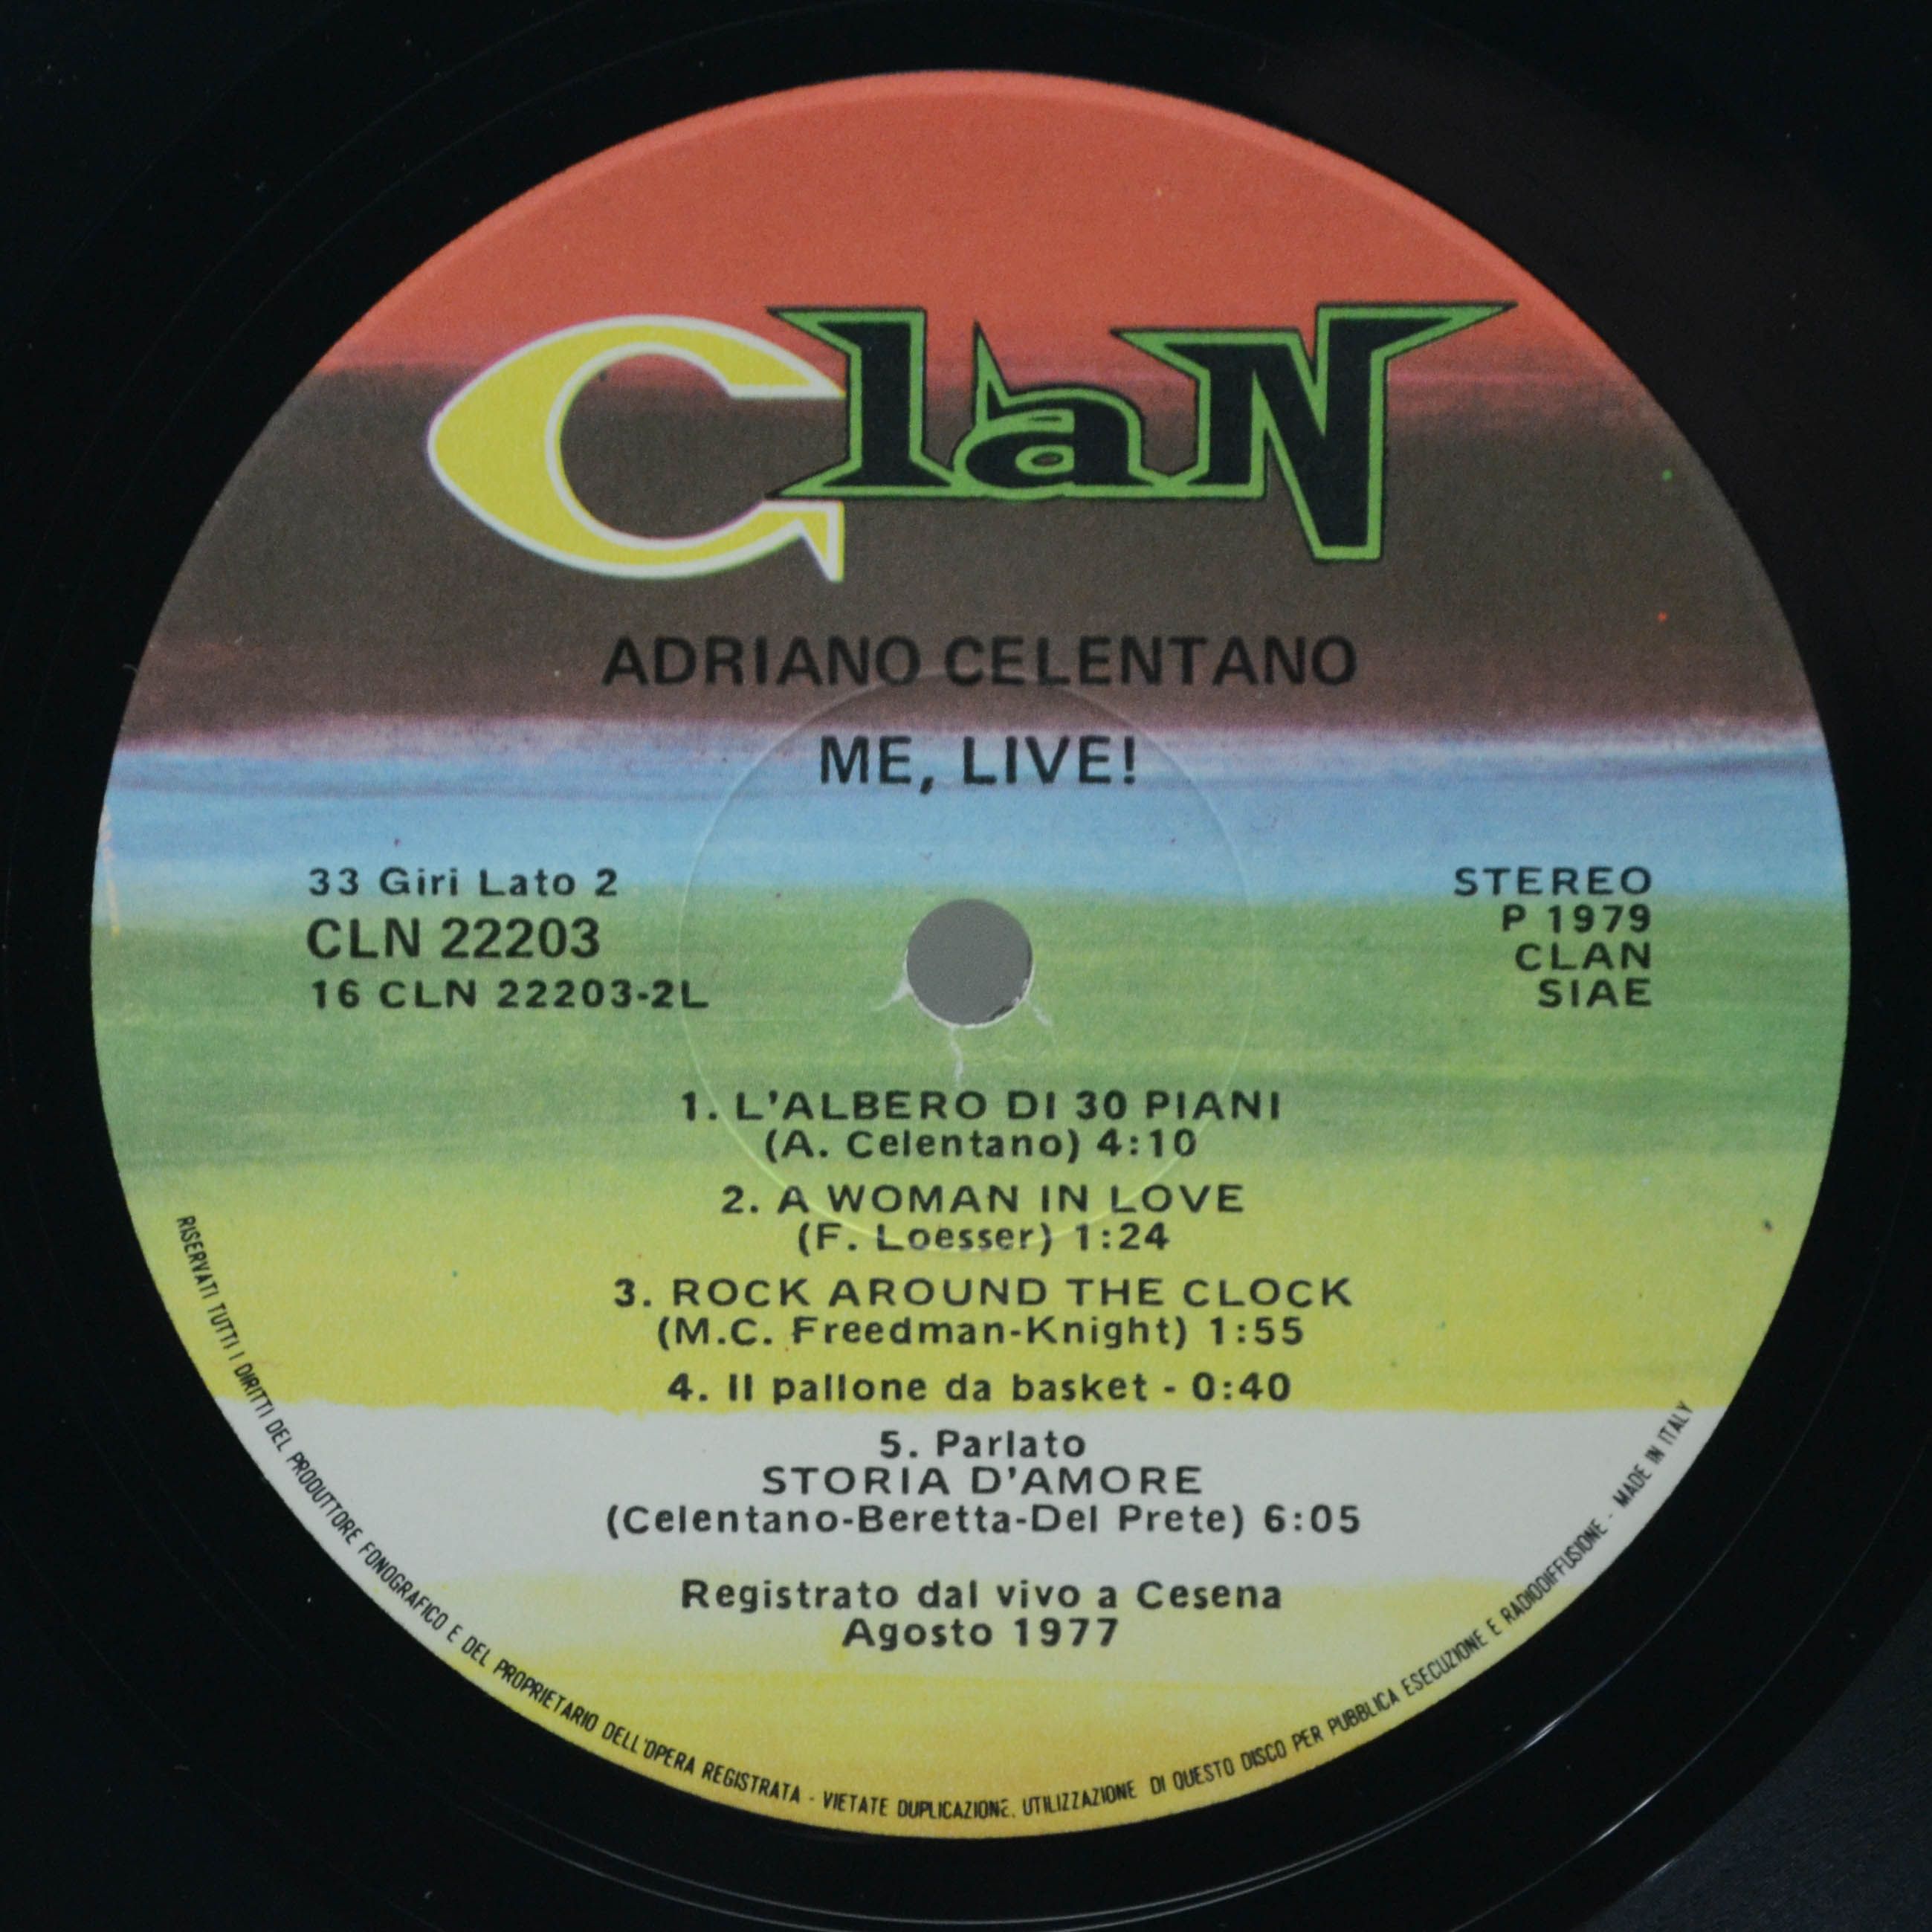 ClaN
ADRIANO CELENTANO
ME, LIVE!
33 Giri Lato 2
CLN 22203
16 CLN 22203-2L
STEREO
P 1979
CLAN
SIAE
1. L'ALBERO DI 30 PIANI
(A. Celentano) 4:10
2. A WOMAN IN LOVE
(F. Loesser) 1:24
3. ROCK AROUND THE CLOCK
(M.C. Freedman-Knight) 1:55
4. Il pallone da basket - 0:40
5. Parlato
STORIA D'AMORE
(Celentano-Beretta-Del Prete) 6:05
Registrato dal vivo a Cesena
Agosto 1977
RISERVATI TUTTI I DIRITTI DEL PRODUTTORE FONOGRAFICO E DEL PROPRIETARIO DELL'OPERA REGISTRATA - VIETATE DUPLICAZIONE, UTILIZZAZIONE DI QUESTO DISCO PER PUBBLICA ESECUZIONE E RADIODIFFUSIONE - MADE IN ITALY